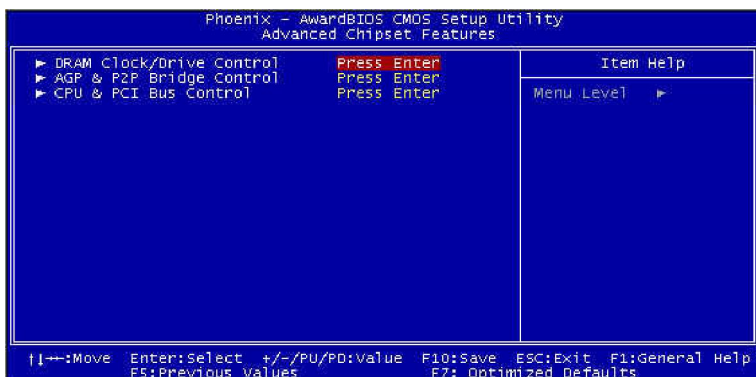 Phoenix - AwardBIOS CMOS Setup Utility
Advanced Chipset Features
► DRAM Clock/Drive Control Press Enter
► AGP & P2P Bridge Control Press Enter
► CPU & PCI Bus Control Press Enter
Item Help
Menu Level ►
↑↓→←:Move Enter:Select +/-/PU/PD:Value F10:Save ESC:Exit F1:General Help
F5:Previous Values F7: Optimized Defaults